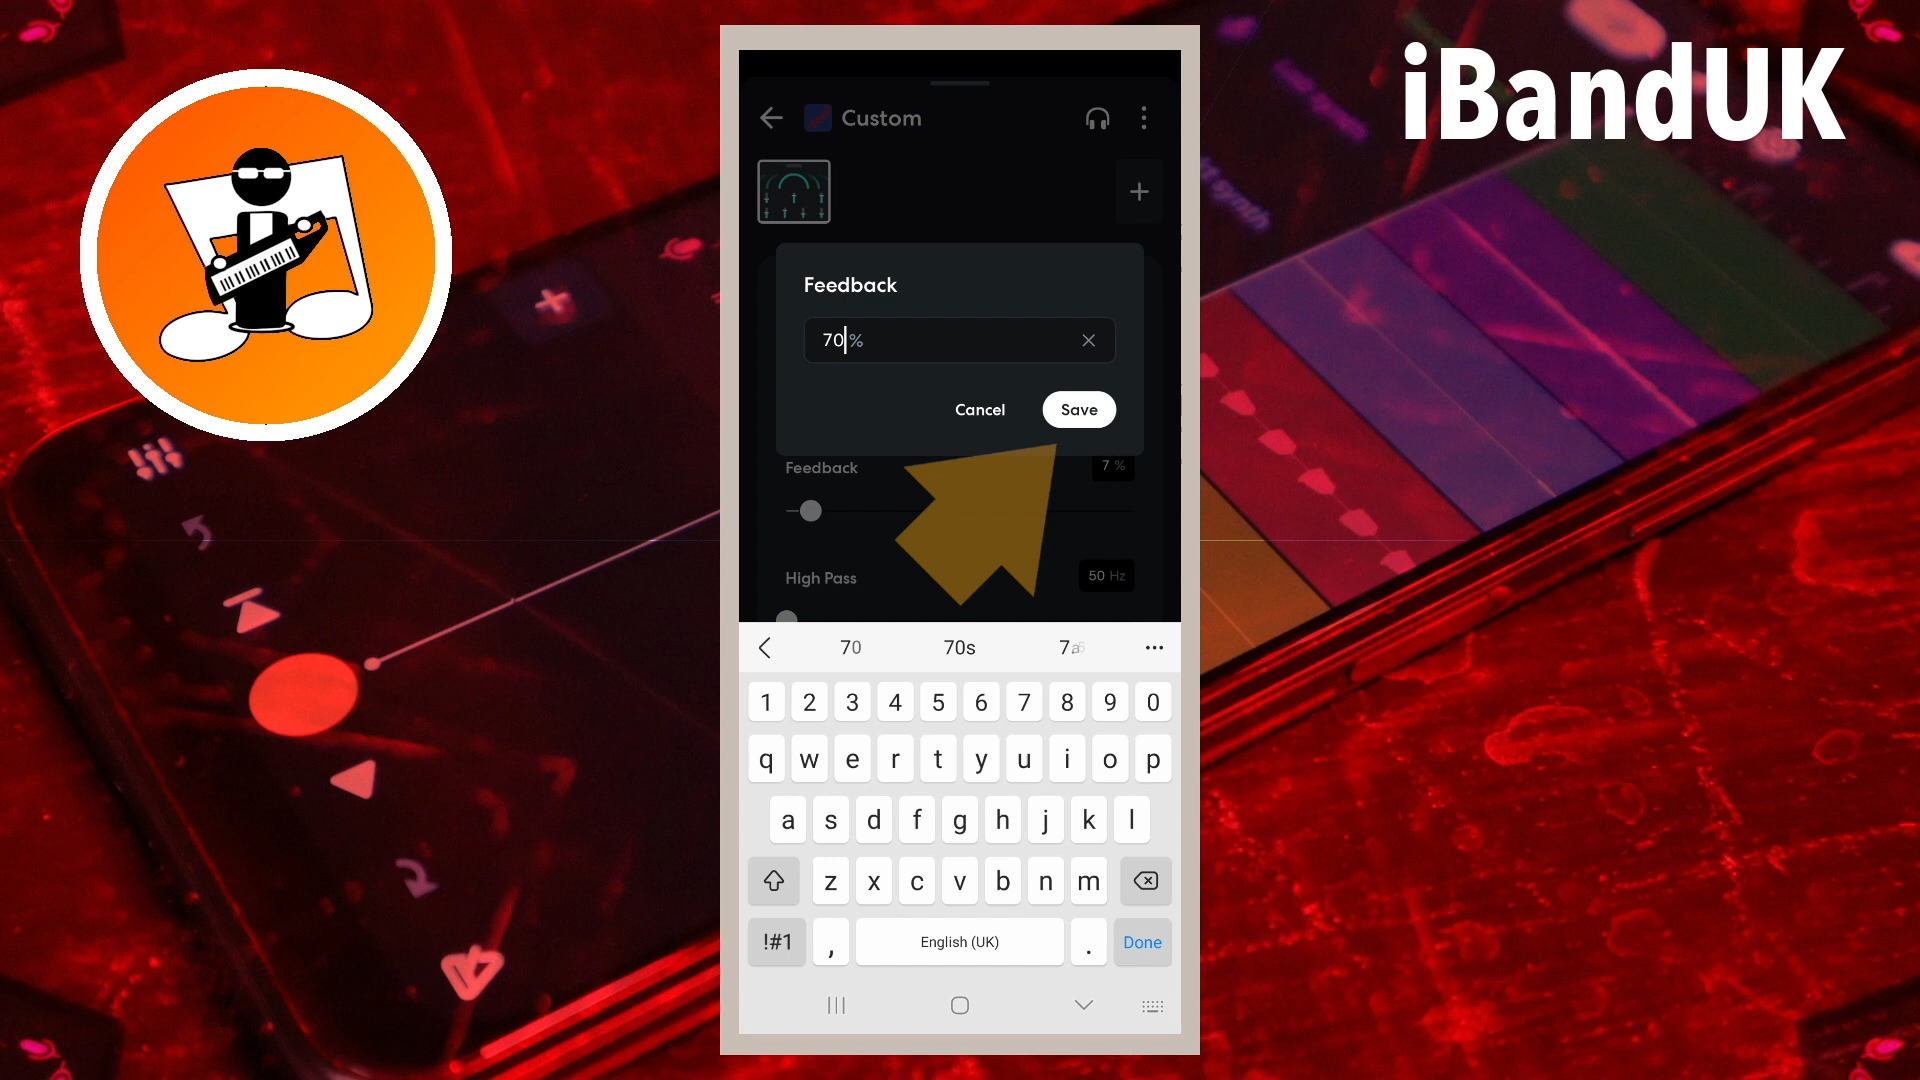 iBandUK
Custom
Feedback
70%
Cancel
Save
Feedback
7 %
High Pass
50 Hz
70
70s
1 2 3 4 5 6 7 8 9 0
q w e r t y u i o p
a s d f g h j k l
z x c v b n m
!#1 , English (UK) . Done